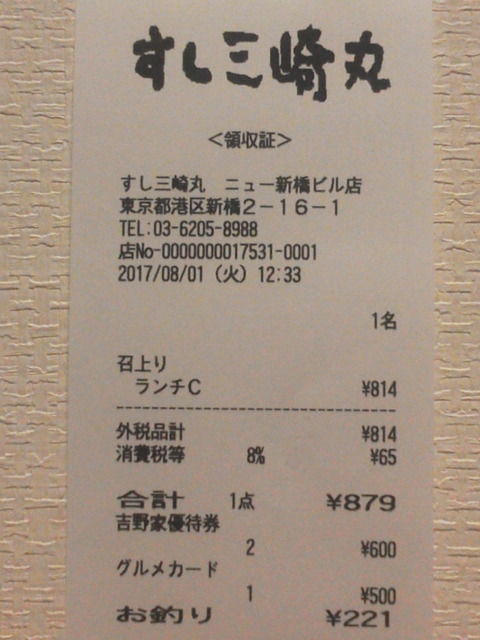 すし三崎丸
<領収証>
すし三崎丸 ニュー新橋ビル店
東京都港区新橋2-16-1
TEL:03-6205-8988
店No-0000000017531-0001
2017/08/01 (火) 12:33
1名
召上り
ランチC ¥814
外税品計 ¥814
消費税等 8% ¥65
合計 1点 ¥879
吉野家優待券
2 ¥600
グルメカード
1 ¥500
お釣り ¥221